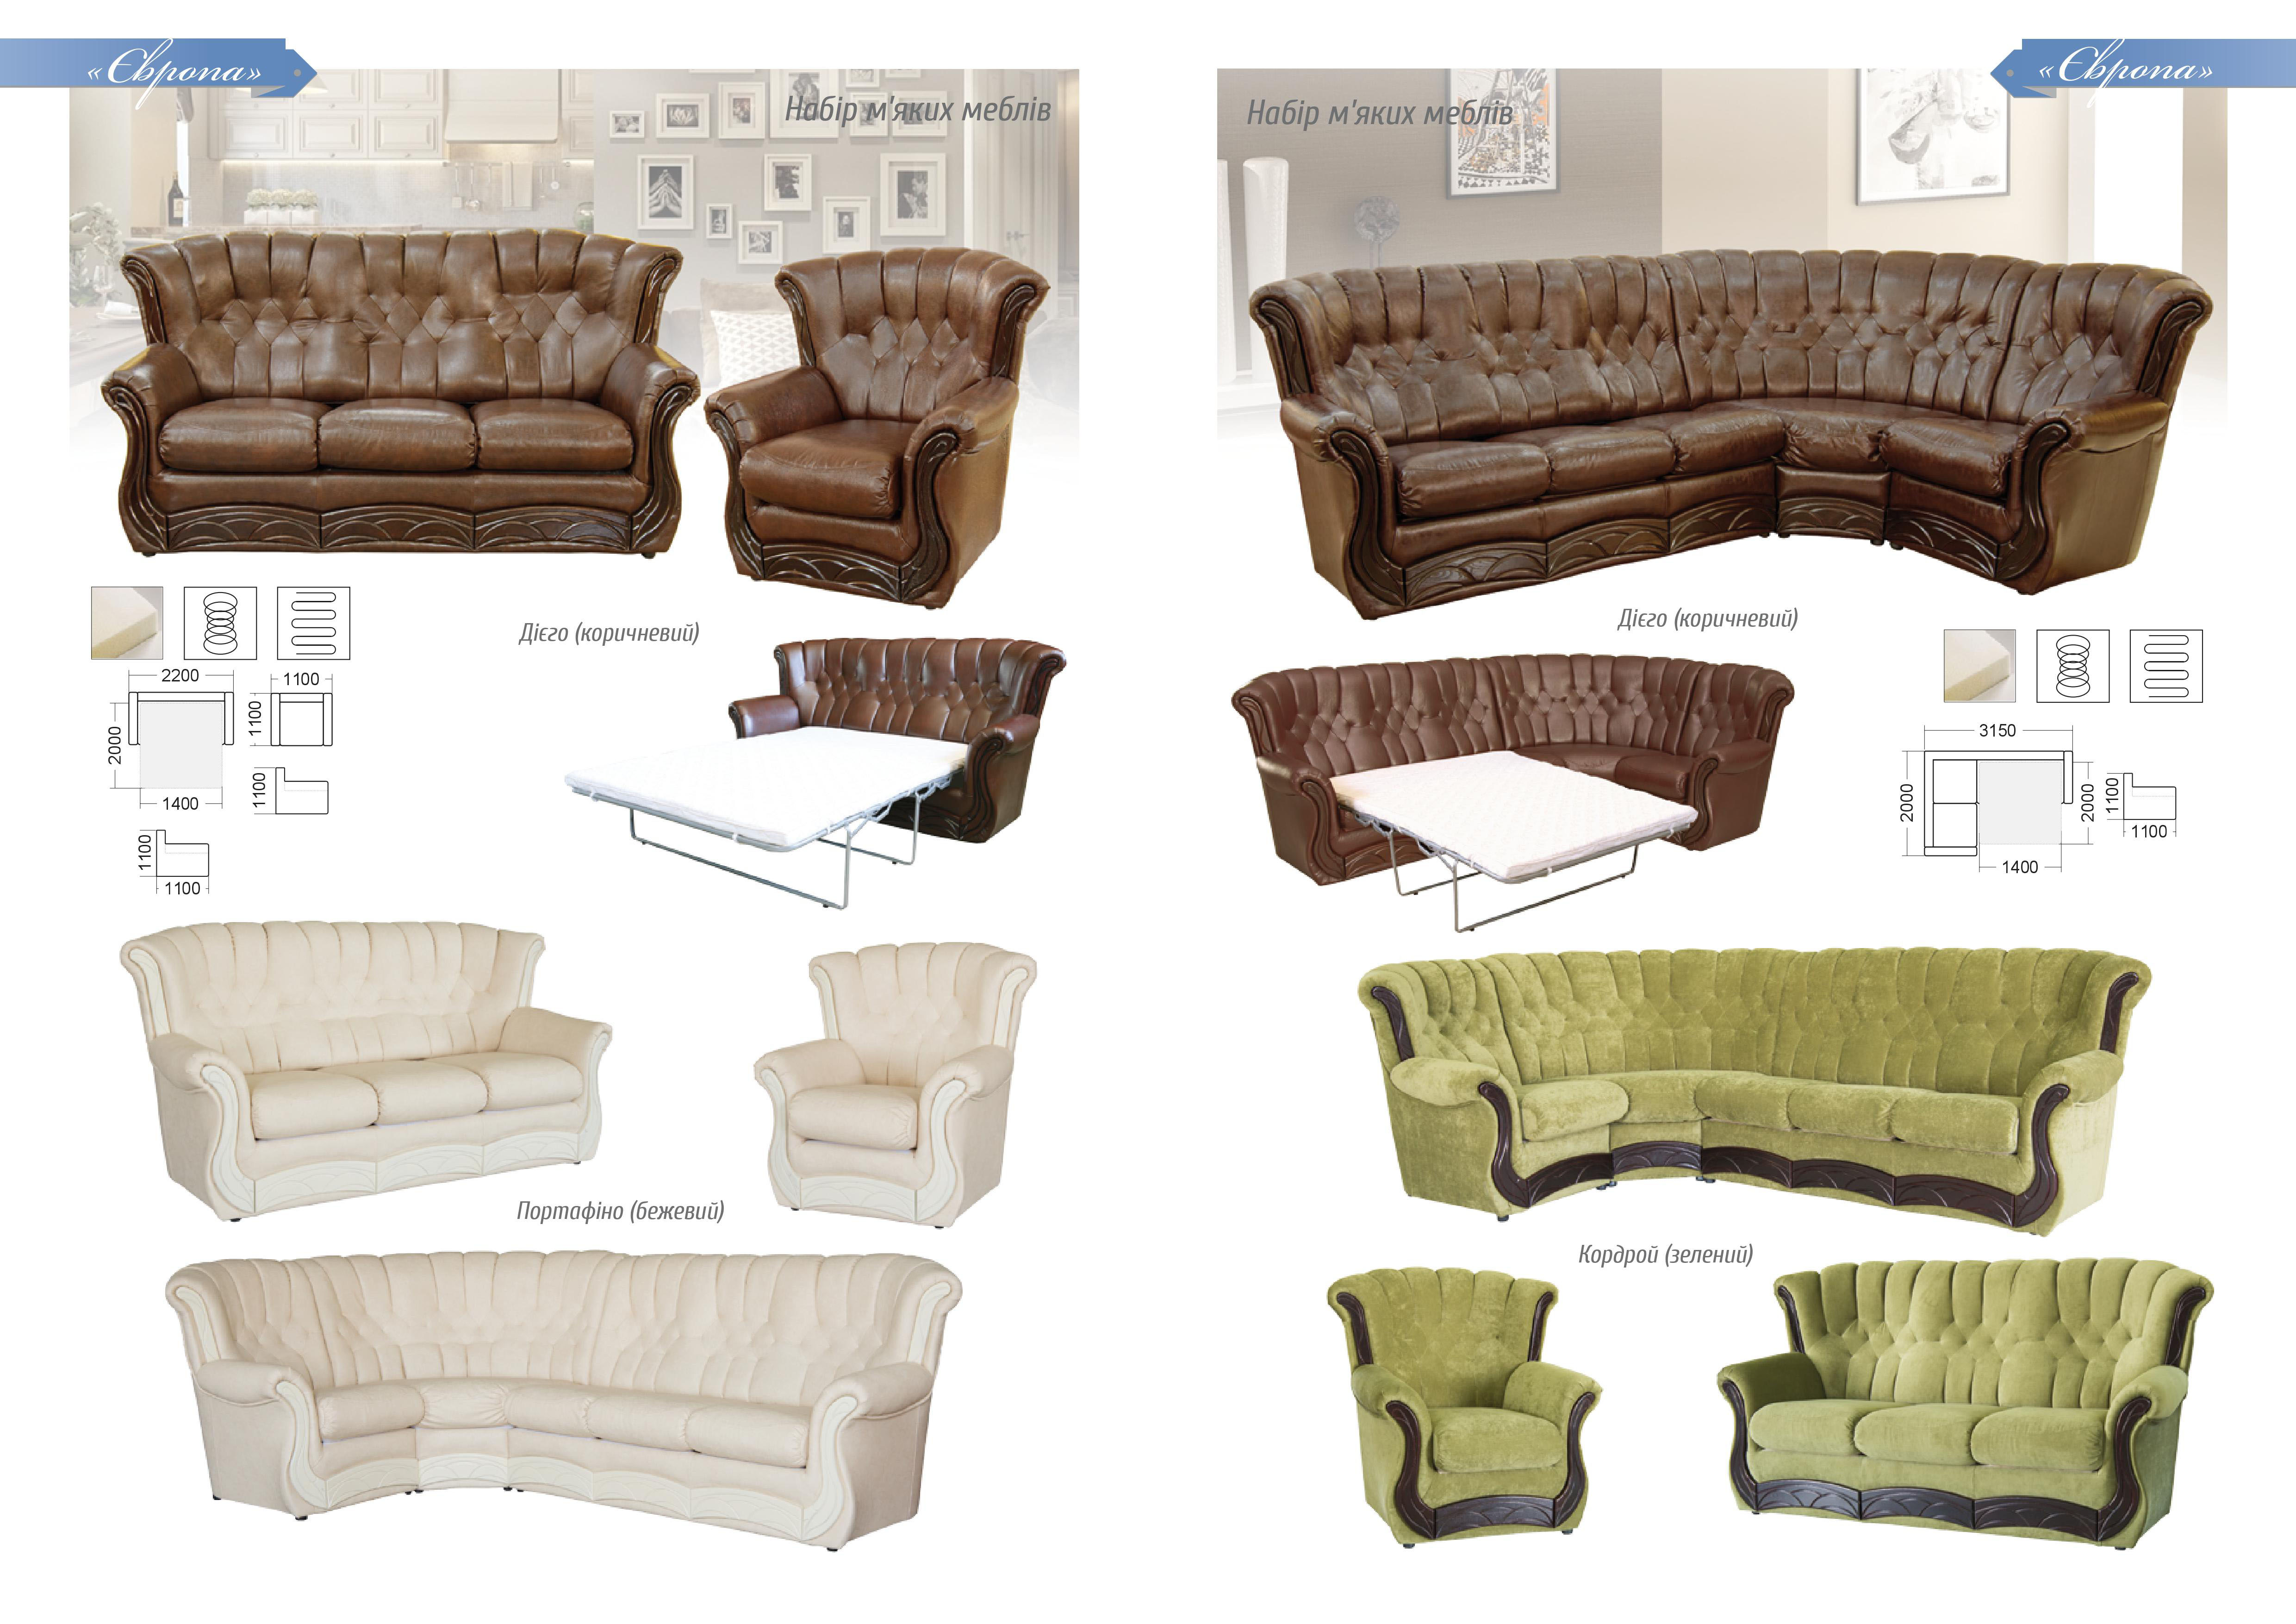 «Європа»
Набір м'яких меблів
Дієго (коричневий)
2200
1100
2000
1100
1400
1100
1100
1100
Портафіно (бежевий)
«Європа»
Набір м'яких меблів
Дієго (коричневий)
3150
2000
2000
1100
1100
1400
Кордрой (зелений)